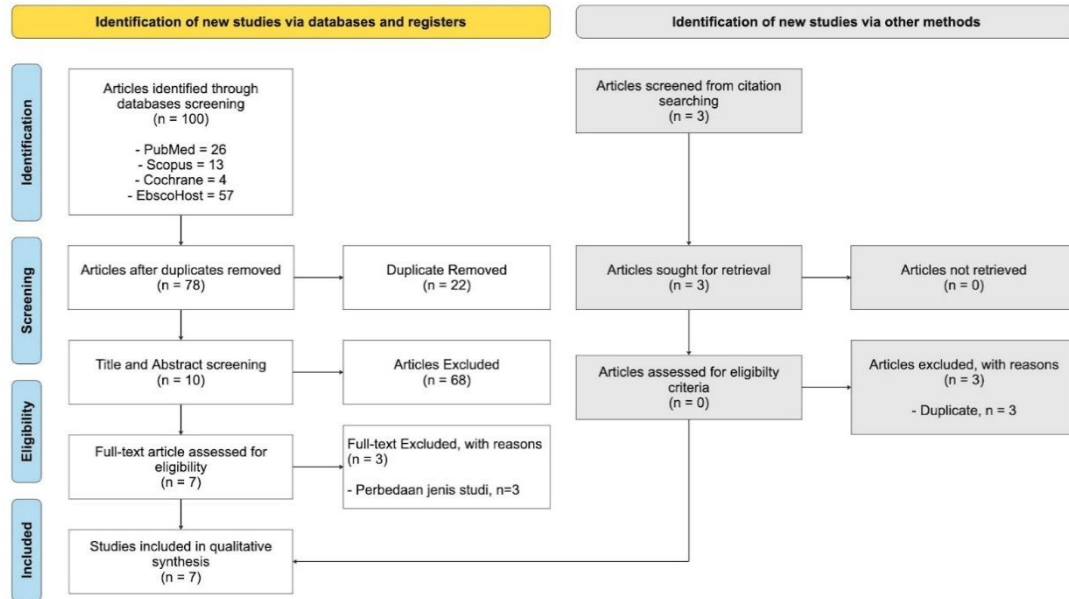 Identification of new studies via databases and registers
Identification of new studies via other methods
Identification
Articles identified through
databases screening
(n = 100)
- PubMed = 26
- Scopus = 13
- Cochrane = 4
- EbscoHost = 57
Articles screened from citation
searching
(n = 3)
Screening
Articles after duplicates removed
(n = 78)
Duplicate Removed
(n = 22)
Articles sought for retrieval
(n = 3)
Articles not retrieved
(n = 0)
Title and Abstract screening
(n = 10)
Articles Excluded
(n = 68)
Articles assessed for eligibilty
criteria
(n = 0)
Articles excluded, with reasons
(n = 3)
- Duplicate, n = 3
Eligibility
Full-text article assessed for
eligibility
(n = 7)
Full-text Excluded, with reasons
(n = 3)
- Perbedaan jenis studi, n=3
Included
Studies included in qualitative
synthesis
(n = 7)